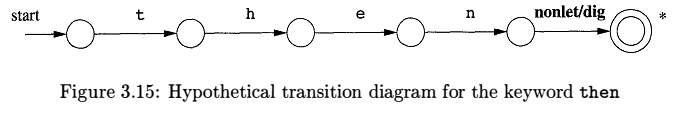 start t h e n nonlet/dig *
Figure 3.15: Hypothetical transition diagram for the keyword then